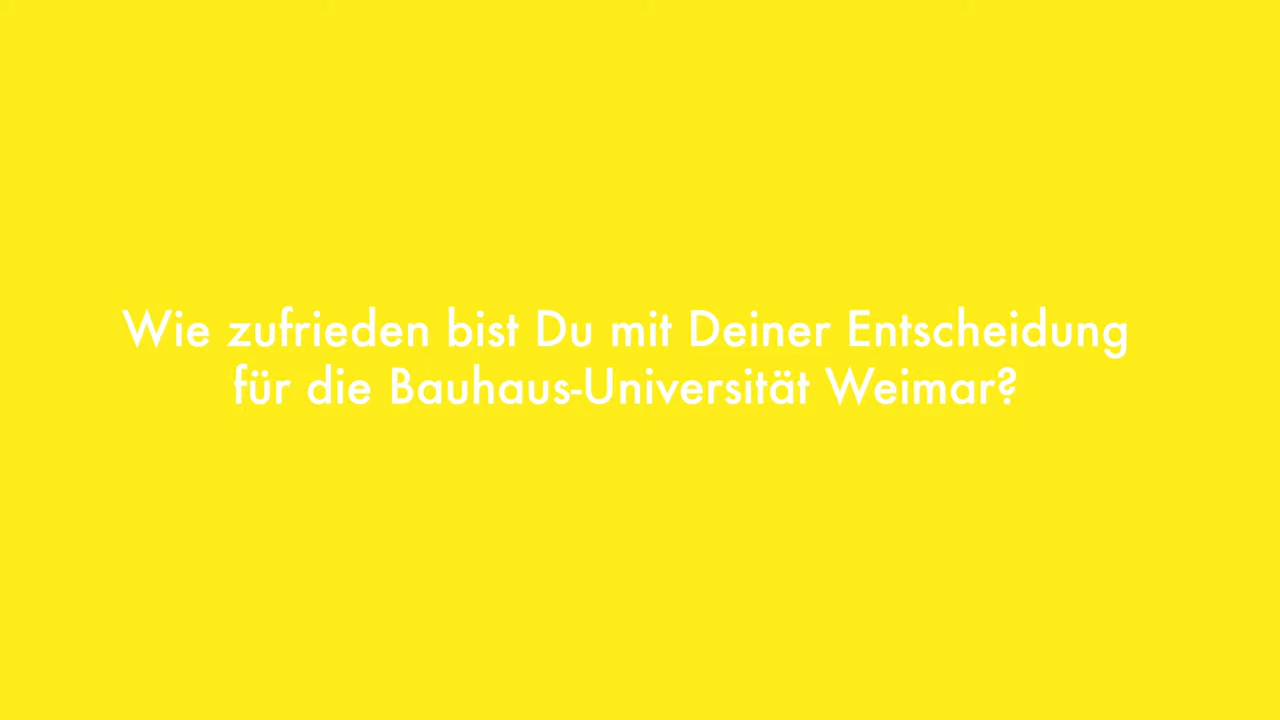 Wie zufrieden bist Du mit Deiner Entscheidung
für die Bauhaus-Universität Weimar?